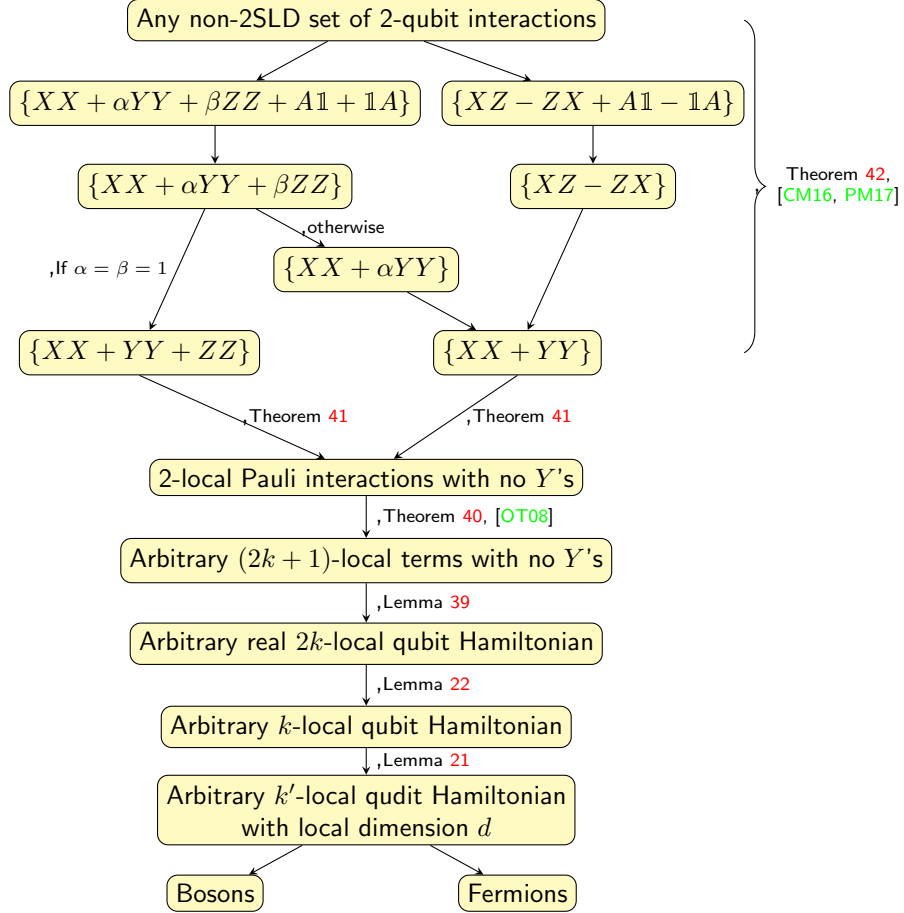 Any non-2SLD set of 2-qubit interactions
{XX + αYY + βZZ + A𝟙 + 𝟙A}
{XZ − ZX + A𝟙 − 𝟙A}
{XX + αYY + βZZ}
{XZ − ZX}
, Theorem 42,
[CM16, PM17]
,otherwise
,If α = β = 1
{XX + αYY}
{XX + YY + ZZ}
{XX + YY}
,Theorem 41
,Theorem 41
2-local Pauli interactions with no Y's
,Theorem 40, [OT08]
Arbitrary (2k + 1)-local terms with no Y's
,Lemma 39
Arbitrary real 2k-local qubit Hamiltonian
,Lemma 22
Arbitrary k-local qubit Hamiltonian
,Lemma 21
Arbitrary k′-local qudit Hamiltonian
with local dimension d
Bosons
Fermions